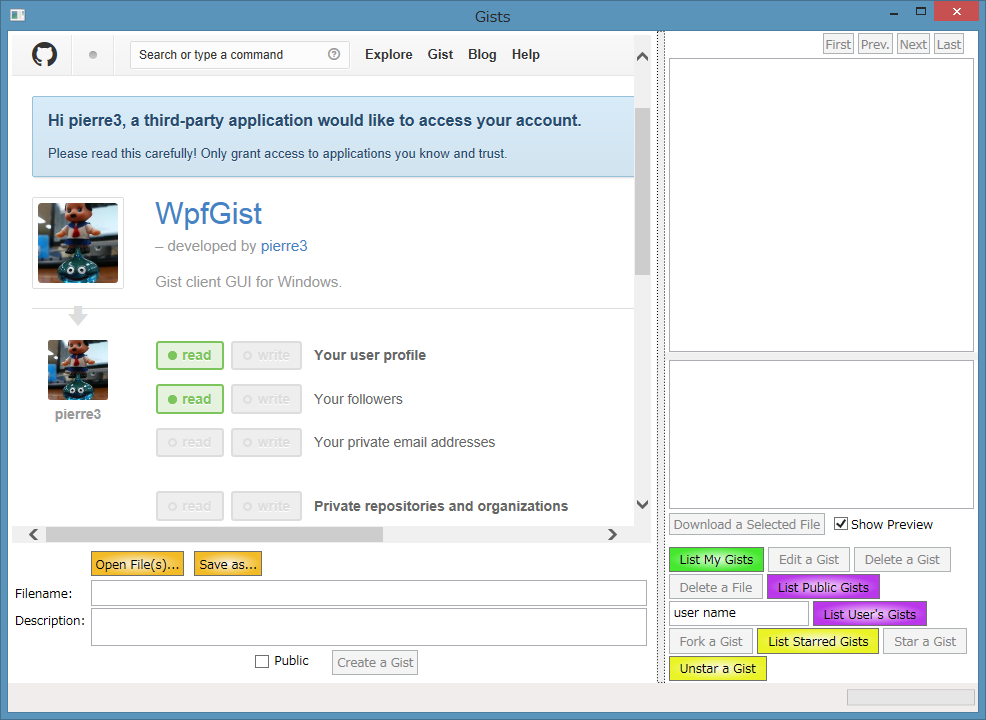 Gists
Search or type a command
Explore Gist Blog Help
Hi pierre3, a third-party application would like to access your account.
Please read this carefully! Only grant access to applications you know and trust.
WpfGist
– developed by pierre3
Gist client GUI for Windows.
pierre3
read write Your user profile
read write Your followers
read write Your private email addresses
read write Private repositories and organizations
Open File(s)... Save as...
Filename:
Description:
Public Create a Gist
First Prev. Next Last
Download a Selected File Show Preview
List My Gists Edit a Gist Delete a Gist
Delete a File List Public Gists
user name List User's Gists
Fork a Gist List Starred Gists Star a Gist
Unstar a Gist